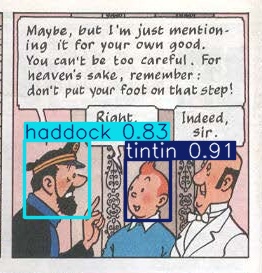 Maybe, but I'm just mention-
ing it for your own good.
You can't be too careful. For
heaven's sake, remember:
don't put your foot on that step!
Right.
Indeed,
sir.
haddock 0.83
tintin 0.91